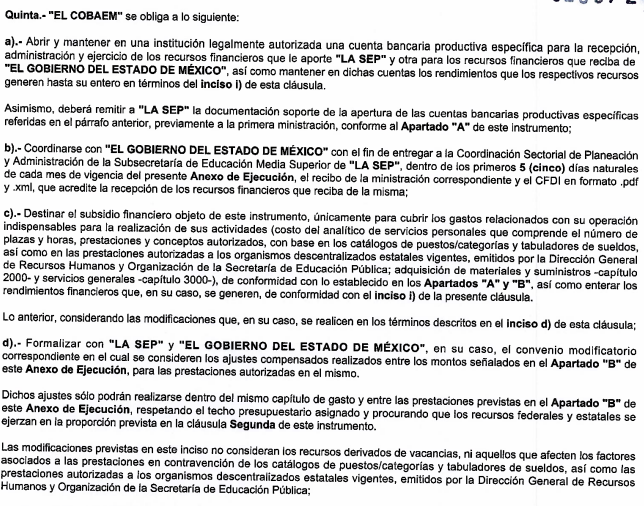 Quinta.- "EL COBAEM" se obliga a lo siguiente:
a).- Abrir y mantener en una institución legalmente autorizada una cuenta bancaria productiva específica para la recepción,
administración y ejercicio de los recursos financieros que le aporte "LA SEP" y otra para los recursos financieros que reciba de
"EL GOBIERNO DEL ESTADO DE MÉXICO", así como mantener en dichas cuentas los rendimientos que los respectivos recursos
generen hasta su entero en términos del inciso i) de esta cláusula.
Asimismo, deberá remitir a "LA SEP" la documentación soporte de la apertura de las cuentas bancarias productivas específicas
referidas en el párrafo anterior, previamente a la primera ministración, conforme al Apartado "A" de este instrumento;
b).- Coordinarse con "EL GOBIERNO DEL ESTADO DE MÉXICO" con el fin de entregar a la Coordinación Sectorial de Planeación
y Administración de la Subsecretaría de Educación Media Superior de "LA SEP", dentro de los primeros 5 (cinco) días naturales
de cada mes de vigencia del presente Anexo de Ejecución, el recibo de la ministración correspondiente y el CFDI en formato .pdf
y .xml, que acredite la recepción de los recursos financieros que reciba de la misma;
c).- Destinar el subsidio financiero objeto de este instrumento, únicamente para cubrir los gastos relacionados con su operación
indispensables para la realización de sus actividades (costo del analítico de servicios personales que comprende el número de
plazas y horas, prestaciones y conceptos autorizados, con base en los catálogos de puestos/categorías y tabuladores de sueldos,
así como en las prestaciones autorizadas a los organismos descentralizados estatales vigentes, emitidos por la Dirección General
de Recursos Humanos y Organización de la Secretaría de Educación Pública; adquisición de materiales y suministros -capítulo
2000- y servicios generales -capítulo 3000-), de conformidad con lo establecido en los Apartados "A" y "B", así como enterar los
rendimientos financieros que, en su caso, se generen, de conformidad con el inciso i) de la presente cláusula.
Lo anterior, considerando las modificaciones que, en su caso, se realicen en los términos descritos en el inciso d) de esta cláusula;
d).- Formalizar con "LA SEP" y "EL GOBIERNO DEL ESTADO DE MÉXICO", en su caso, el convenio modificatorio
correspondiente en el cual se consideren los ajustes compensados realizados entre los montos señalados en el Apartado "B" de
este Anexo de Ejecución, para las prestaciones autorizadas en el mismo.
Dichos ajustes sólo podrán realizarse dentro del mismo capítulo de gasto y entre las prestaciones previstas en el Apartado "B" de
este Anexo de Ejecución, respetando el techo presupuestario asignado y procurando que los recursos federales y estatales se
ejerzan en la proporción prevista en la cláusula Segunda de este instrumento.
Las modificaciones previstas en este inciso no consideran los recursos derivados de vacancias, ni aquellos que afecten los factores
asociados a las prestaciones en contravención de los catálogos de puestos/categorías y tabuladores de sueldos, así como las
prestaciones autorizadas a los organismos descentralizados estatales vigentes, emitidos por la Dirección General de Recursos
Humanos y Organización de la Secretaría de Educación Pública;